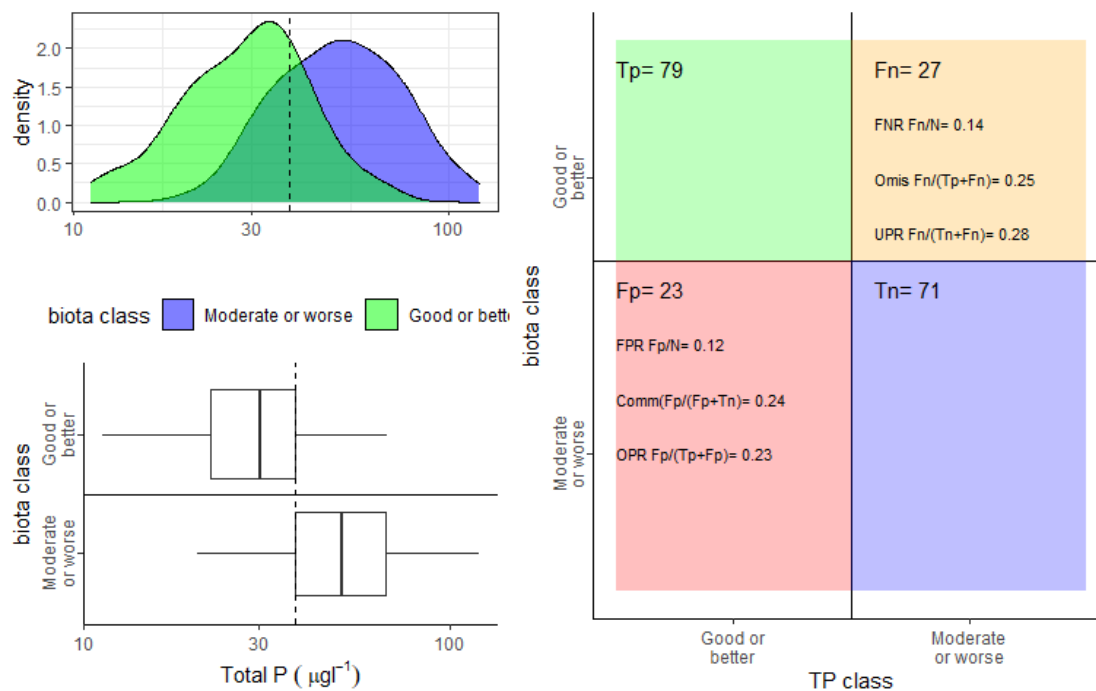 density
2.0
1.5
1.0
0.5
0.0
10
30
100
biota class
Moderate or worse
Good or bette
biota class
Good or
better
Moderate
or worse
10
30
100
Total P ( μgl⁻¹)
biota class
Good or
better
Moderate
or worse
Tp= 79
Fn= 27
FNR Fn/N= 0.14
Omis Fn/(Tp+Fn)= 0.25
UPR Fn/(Tn+Fn)= 0.28
Fp= 23
Tn= 71
FPR Fp/N= 0.12
Comm(Fp/(Fp+Tn)= 0.24
OPR Fp/(Tp+Fp)= 0.23
Good or
better
Moderate
or worse
TP class